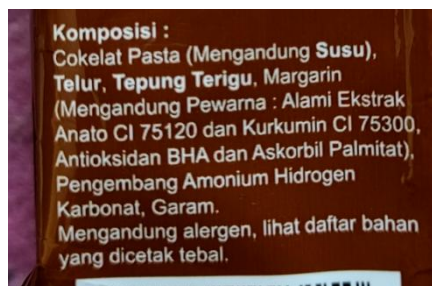 Komposisi :
Cokelat Pasta (Mengandung Susu),
Telur, Tepung Terigu, Margarin
(Mengandung Pewarna : Alami Ekstrak
Anato CI 75120 dan Kurkumin CI 75300,
Antioksidan BHA dan Askorbil Palmitat),
Pengembang Amonium Hidrogen
Karbonat, Garam.
Mengandung alergen, lihat daftar bahan
yang dicetak tebal.